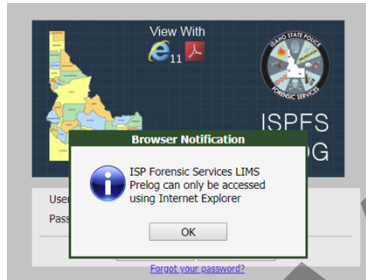 View With
11
IDAHO STATE POLICE
FORENSIC SERVICES
ISPFS
Browser Notification
ISP Forensic Services LIMS
Prelog can only be accessed
using Internet Explorer
OK
Forgot your password?